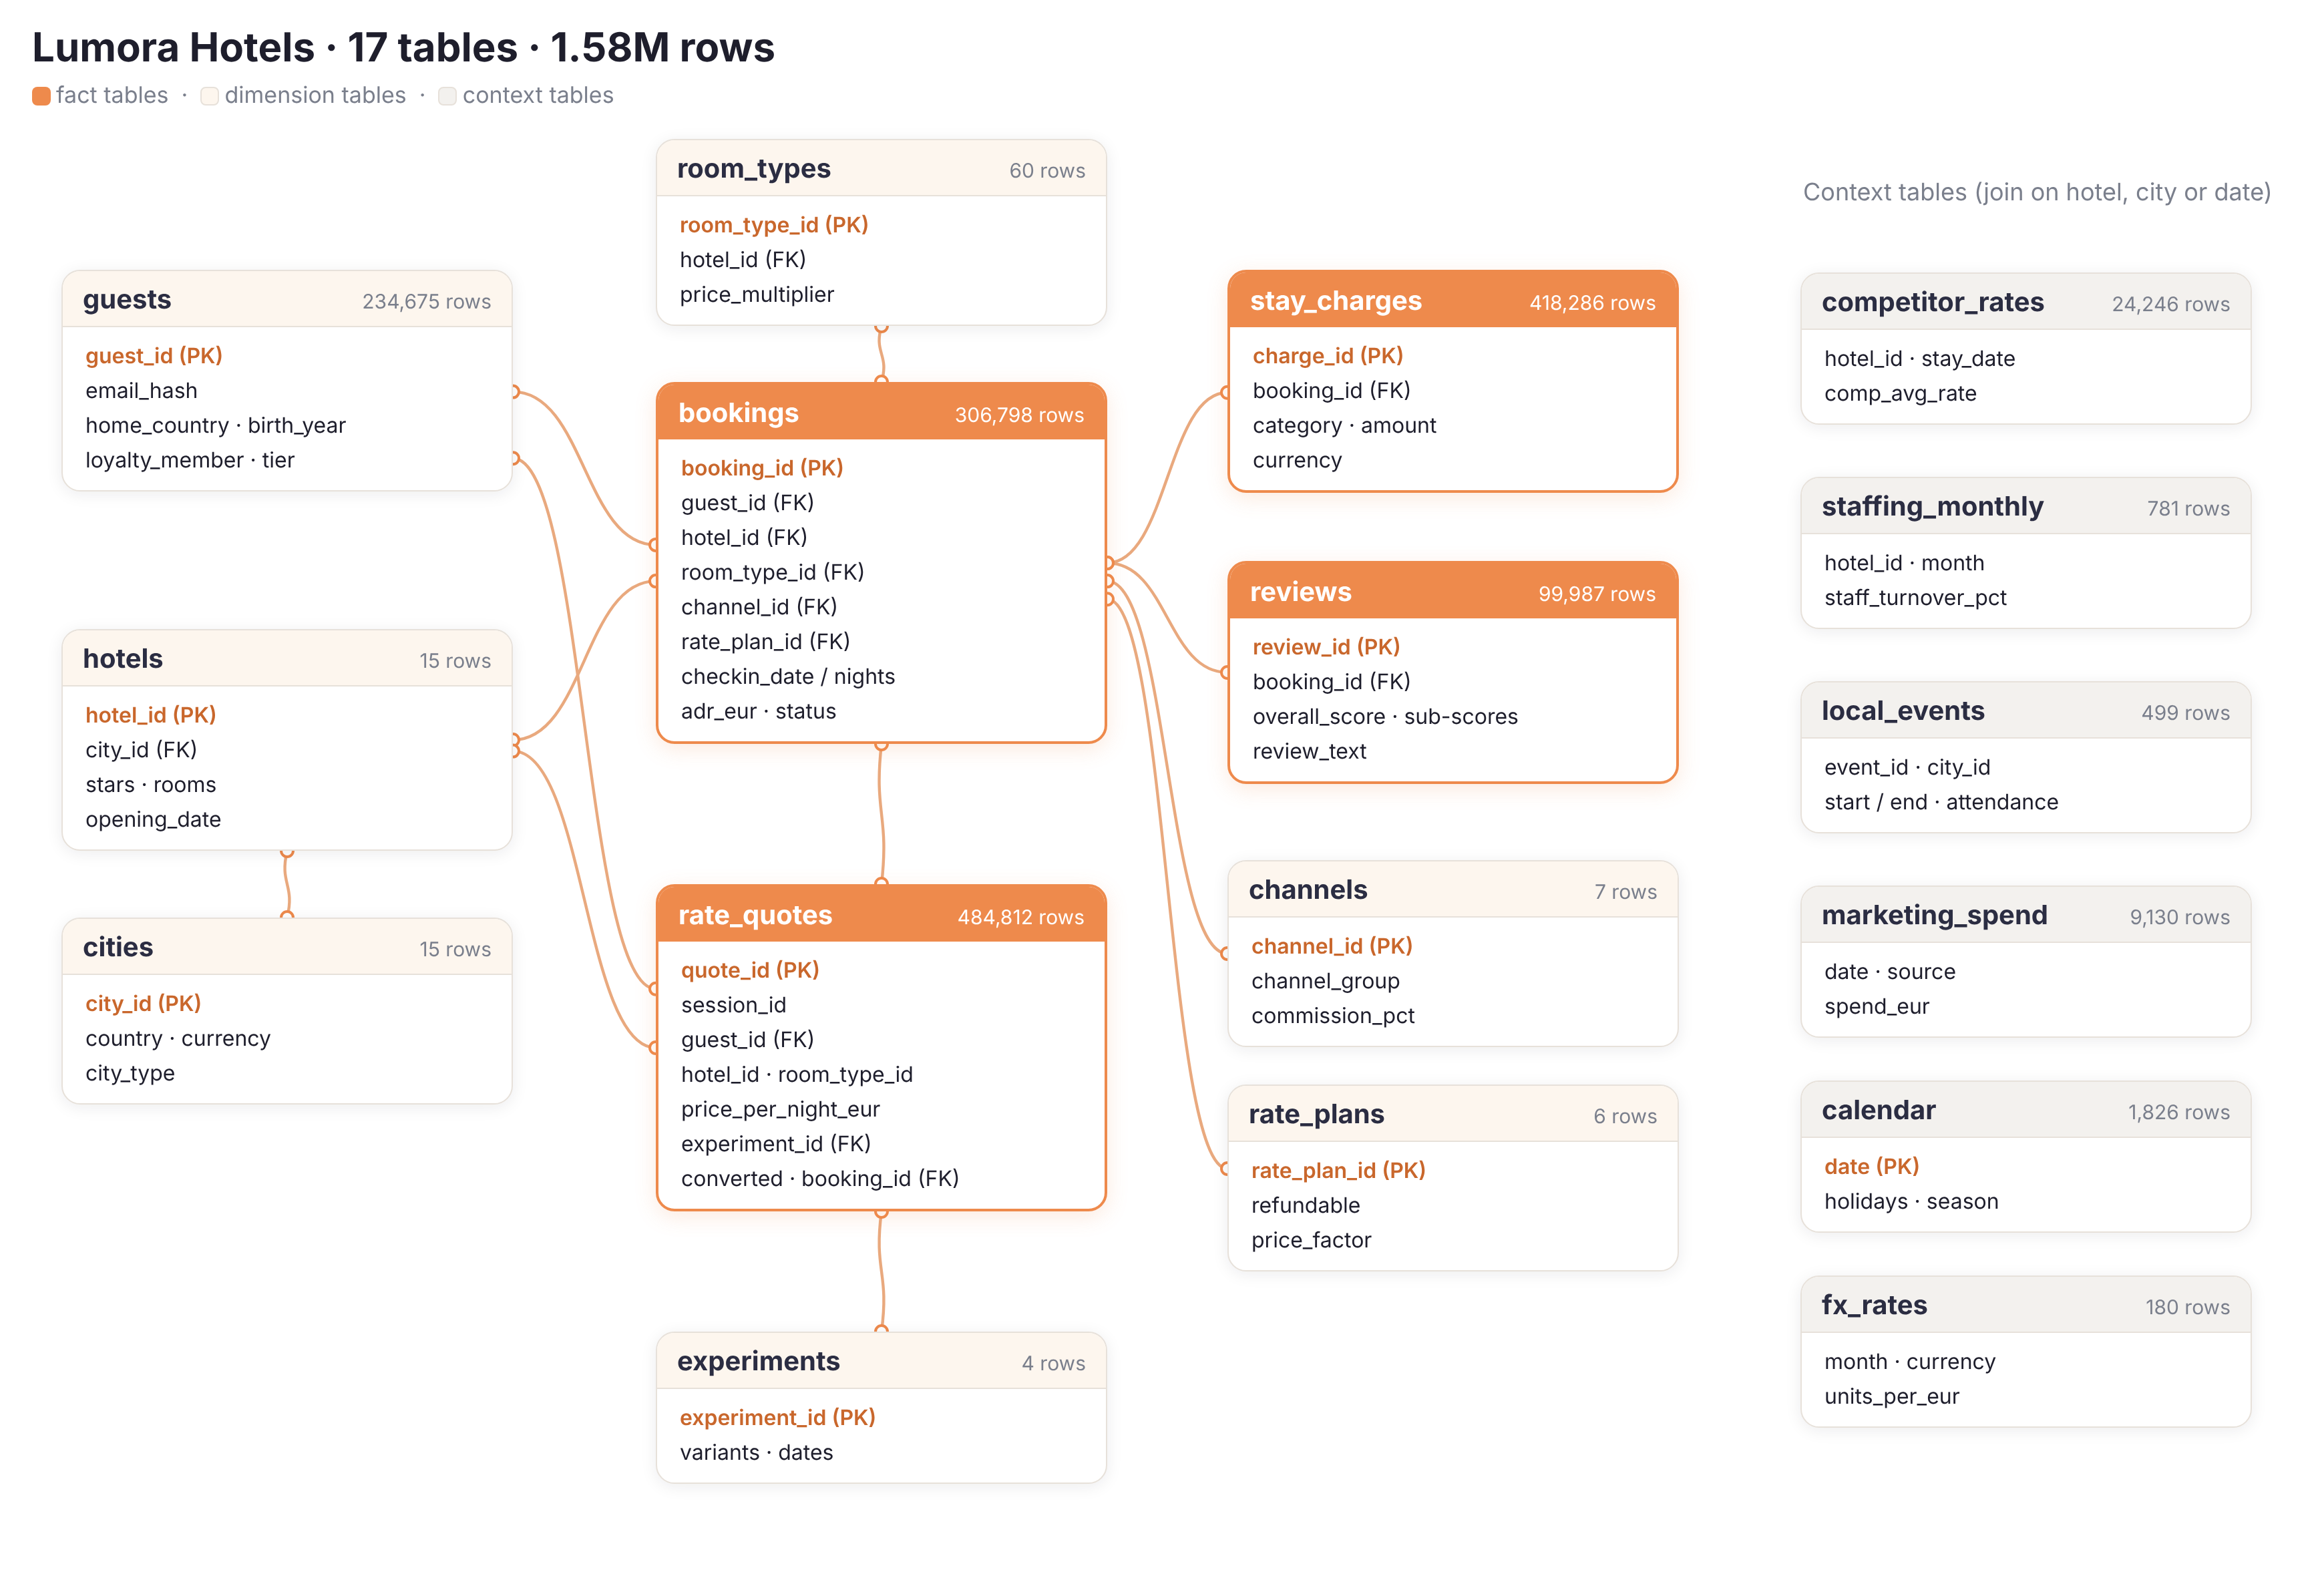 Lumora Hotels · 17 tables · 1.58M rows
fact tables · dimension tables · context tables
room_types 60 rows
room_type_id (PK)
hotel_id (FK)
price_multiplier
guests 234,675 rows
guest_id (PK)
email_hash
home_country · birth_year
loyalty_member · tier
hotels 15 rows
hotel_id (PK)
city_id (FK)
stars · rooms
opening_date
cities 15 rows
city_id (PK)
country · currency
city_type
bookings 306,798 rows
booking_id (PK)
guest_id (FK)
hotel_id (FK)
room_type_id (FK)
channel_id (FK)
rate_plan_id (FK)
checkin_date / nights
adr_eur · status
rate_quotes 484,812 rows
quote_id (PK)
session_id
guest_id (FK)
hotel_id · room_type_id
price_per_night_eur
experiment_id (FK)
converted · booking_id (FK)
experiments 4 rows
experiment_id (PK)
variants · dates
stay_charges 418,286 rows
charge_id (PK)
booking_id (FK)
category · amount
currency
reviews 99,987 rows
review_id (PK)
booking_id (FK)
overall_score · sub-scores
review_text
channels 7 rows
channel_id (PK)
channel_group
commission_pct
rate_plans 6 rows
rate_plan_id (PK)
refundable
price_factor
Context tables (join on hotel, city or date)
competitor_rates 24,246 rows
hotel_id · stay_date
comp_avg_rate
staffing_monthly 781 rows
hotel_id · month
staff_turnover_pct
local_events 499 rows
event_id · city_id
start / end · attendance
marketing_spend 9,130 rows
date · source
spend_eur
calendar 1,826 rows
date (PK)
holidays · season
fx_rates 180 rows
month · currency
units_per_eur